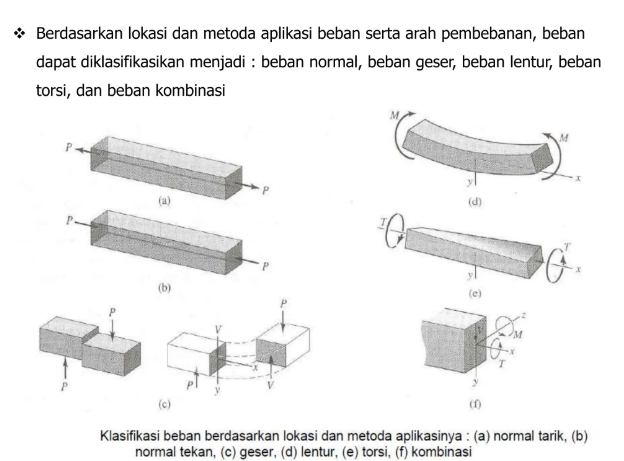 ❖ Berdasarkan lokasi dan metoda aplikasi beban serta arah pembebanan, beban
dapat diklasifikasikan menjadi : beban normal, beban geser, beban lentur, beban
torsi, dan beban kombinasi
P
P
(a)
M
M
y
x
(d)
P
P
(b)
T
T
y
x
(e)
P
P
V
P
x
P
y
V
(c)
z
V
M
x
T
y
(f)
Klasifikasi beban berdasarkan lokasi dan metoda aplikasinya : (a) normal tarik, (b)
normal tekan, (c) geser, (d) lentur, (e) torsi, (f) kombinasi